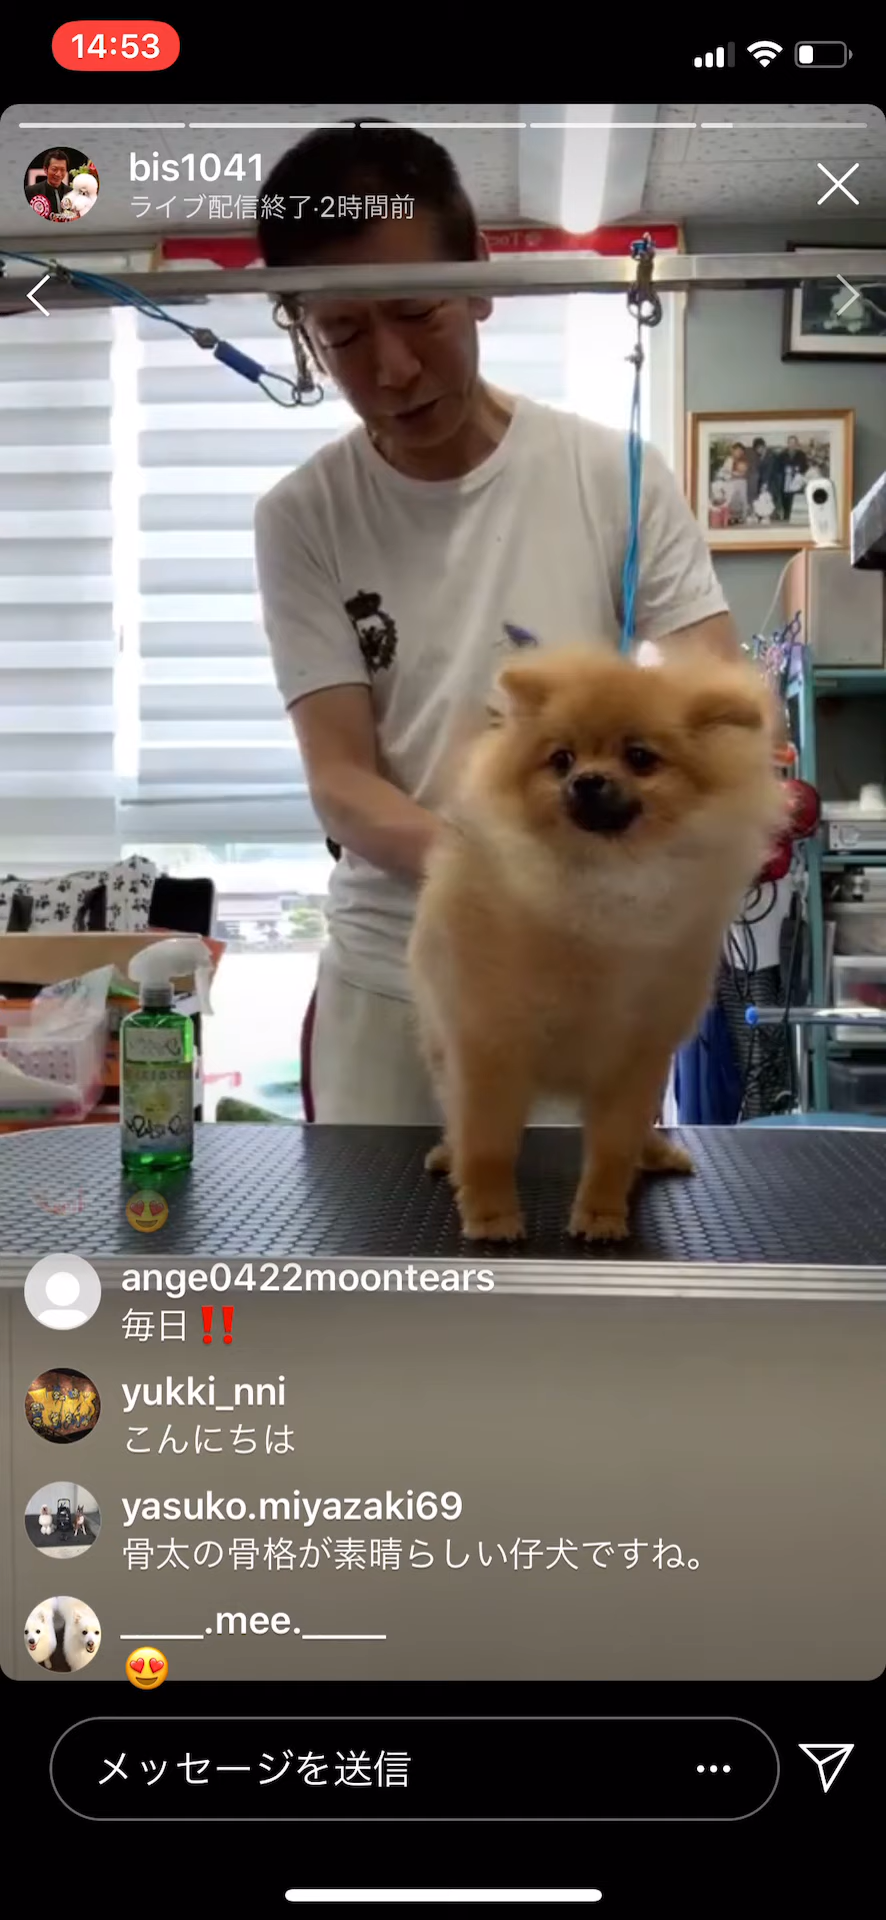 14:53
bis1041
ライブ配信終了·2時間前
😍
ange0422moontears
毎日‼️
yukki_nni
こんにちは
yasuko.miyazaki69
骨太の骨格が素晴らしい仔犬ですね。
_____.mee._____
😍
メッセージを送信